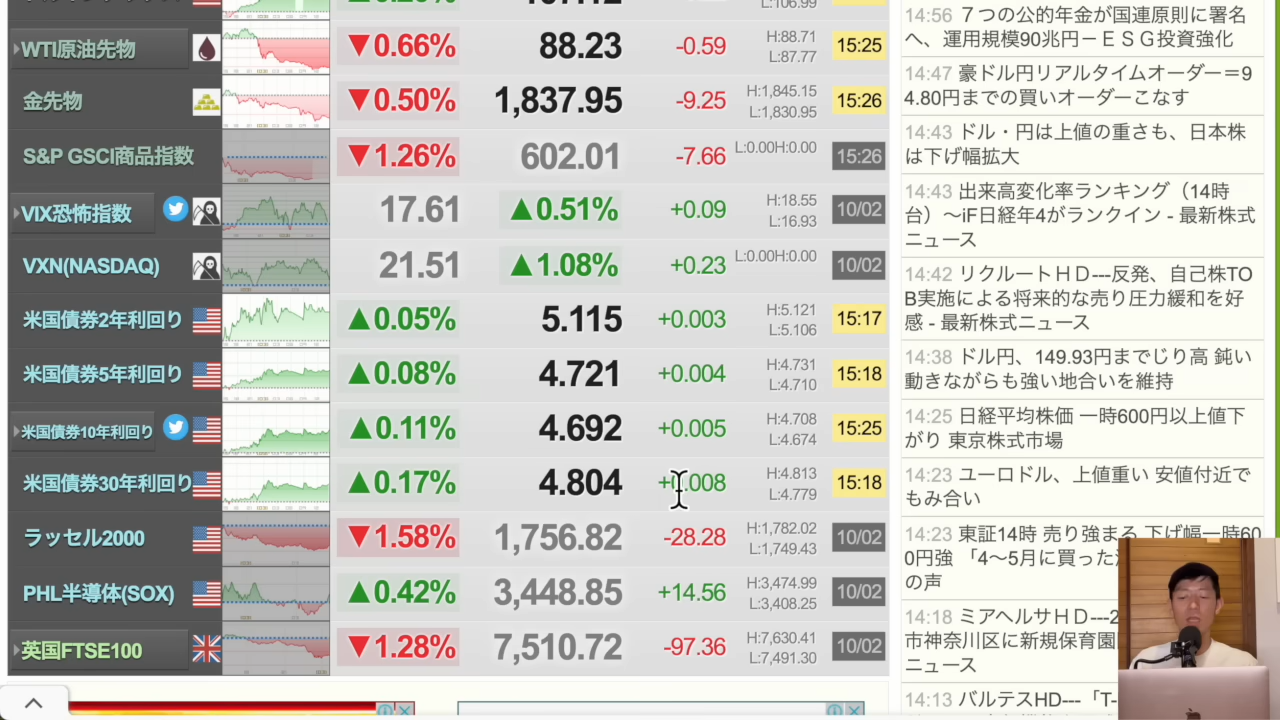 WTI原油先物 ▼0.66% 88.23 -0.59 H:88.71 L:87.77 15:25
金先物 ▼0.50% 1,837.95 -9.25 H:1,845.15 L:1,830.95 15:26
S&P GSCI商品指数 ▼1.26% 602.01 -7.66 L:0.00H:0.00 15:26
VIX恐怖指数 17.61 ▲0.51% +0.09 H:18.55 L:16.93 10/02
VXN(NASDAQ) 21.51 ▲1.08% +0.23 L:0.00H:0.00 10/02
米国債券2年利回り ▲0.05% 5.115 +0.003 H:5.121 L:5.106 15:17
米国債券5年利回り ▲0.08% 4.721 +0.004 H:4.731 L:4.710 15:18
米国債券10年利回り ▲0.11% 4.692 +0.005 H:4.708 L:4.674 15:25
米国債券30年利回り ▲0.17% 4.804 +0.008 H:4.813 L:4.779 15:18
ラッセル2000 ▼1.58% 1,756.82 -28.28 H:1,782.02 L:1,749.43 10/02
PHL半導体(SOX) ▲0.42% 3,448.85 +14.56 H:3,474.99 L:3,408.25 10/02
英国FTSE100 ▼1.28% 7,510.72 -97.36 H:7,630.41 L:7,491.30 10/02
14:56 7つの公的年金が国連原則に署名
へ、運用規模90兆円－ＥＳＧ投資強化
14:47 豪ドル円リアルタイムオーダー＝9
4.80円までの買いオーダーこなす
14:43 ドル・円は上値の重さも、日本株
は下げ幅拡大
14:43 出来高変化率ランキング（14時
台）～iF日経年4がランクイン - 最新株式
ニュース
14:42 リクルートＨＤ---反発、自己株TO
B実施による将来的な売り圧力緩和を好
感 - 最新株式ニュース
14:38 ドル円、149.93円までじり高 鈍い
動きながらも強い地合いを維持
14:25 日経平均株価 一時600円以上値下
がり 東京株式市場
14:23 ユーロドル、上値重い 安値付近で
もみ合い
14:23 東証14時 売り強まる 下げ幅一時60
0円強 「4～5月に買った
の声
14:18 ミアヘルサＨＤ---2
市神奈川区に新規保育園
ニュース
14:13 バルテスHD--- 「T-